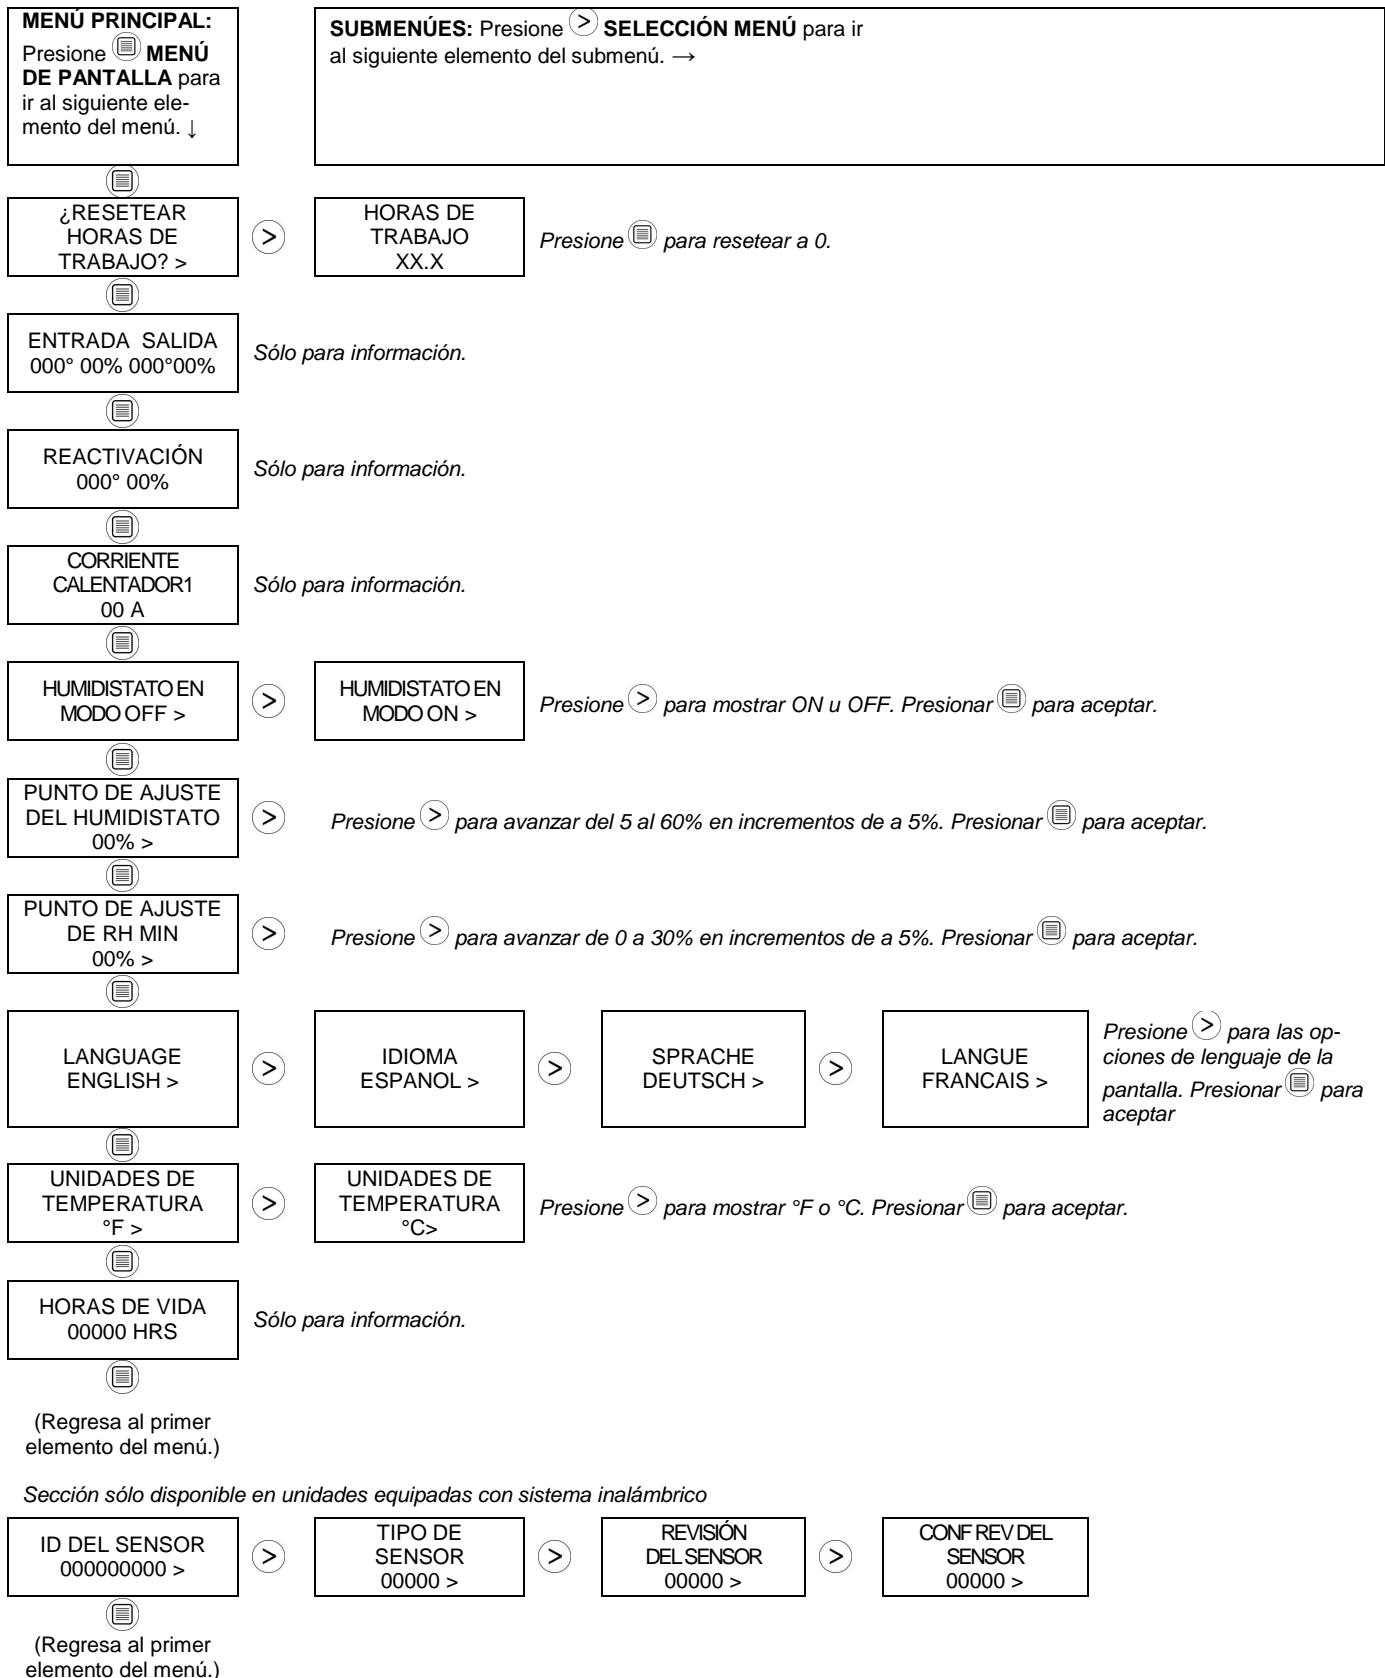 MENÚ PRINCIPAL:
Presione MENÚ
DE PANTALLA para
ir al siguiente ele-
mento del menú. ↓
SUBMENÚES: Presione > SELECCIÓN MENÚ para ir
al siguiente elemento del submenú. →
¿RESETEAR
HORAS DE
TRABAJO? >
>
HORAS DE
TRABAJO
XX.X
Presione para resetear a 0.
ENTRADA SALIDA
000° 00% 000°00%
Sólo para información.
REACTIVACIÓN
000° 00%
Sólo para información.
CORRIENTE
CALENTADOR1
00 A
Sólo para información.
HUMIDISTATO EN
MODO OFF >
>
HUMIDISTATO EN
MODO ON >
Presione > para mostrar ON u OFF. Presionar para aceptar.
PUNTO DE AJUSTE
DEL HUMIDISTATO
00% >
>
Presione > para avanzar del 5 al 60% en incrementos de a 5%. Presionar para aceptar.
PUNTO DE AJUSTE
DE RH MIN
00% >
>
Presione > para avanzar de 0 a 30% en incrementos de a 5%. Presionar para aceptar.
LANGUAGE
ENGLISH >
>
IDIOMA
ESPANOL >
>
SPRACHE
DEUTSCH >
>
LANGUE
FRANCAIS >
Presione > para las op-
ciones de lenguaje de la
pantalla. Presionar para
aceptar
UNIDADES DE
TEMPERATURA
°F >
>
UNIDADES DE
TEMPERATURA
°C>
Presione > para mostrar °F o °C. Presionar para aceptar.
HORAS DE VIDA
00000 HRS
Sólo para información.
(Regresa al primer
elemento del menú.)
Sección sólo disponible en unidades equipadas con sistema inalámbrico
ID DEL SENSOR
000000000 >
>
TIPO DE
SENSOR
00000 >
>
REVISIÓN
DEL SENSOR
00000 >
>
CONF REV DEL
SENSOR
00000 >
(Regresa al primer
elemento del menú.)